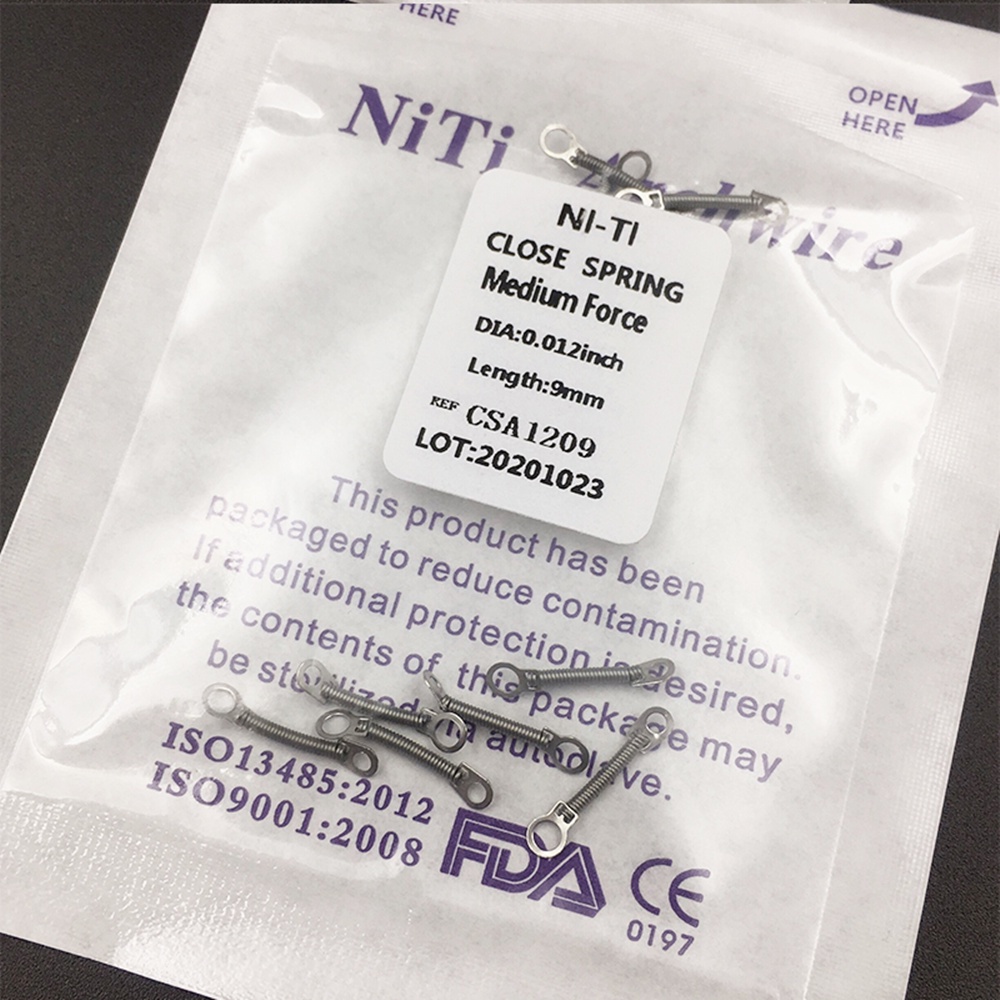 HERE
OPEN
HERE
NiTi Archwire
NI-TI
CLOSE SPRING
Medium Force
DIA:0.012inch
Length:9mm
REF CSA1209
LOT:20201023
This product has been
packaged to reduce contamination.
If additional protection is desired,
the contents of this package may
be sterilized in autoclave.
ISO13485:2012
ISO9001:2008
FDA
CE
0197